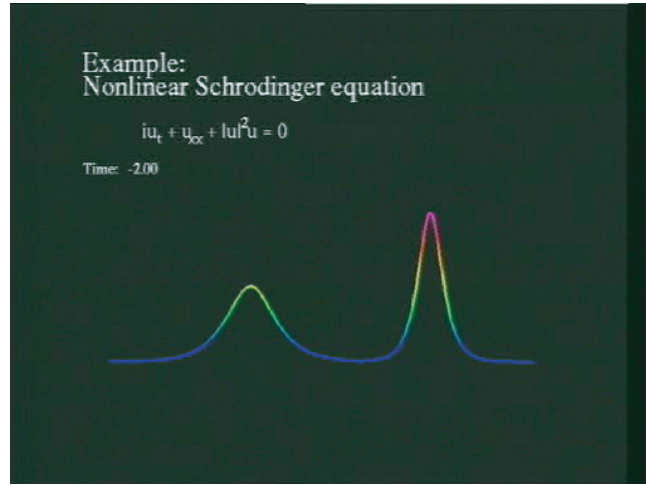 Example:
Nonlinear Schrodinger equation
iu_t + u_xx + |u|^2u = 0
Time: -2.00